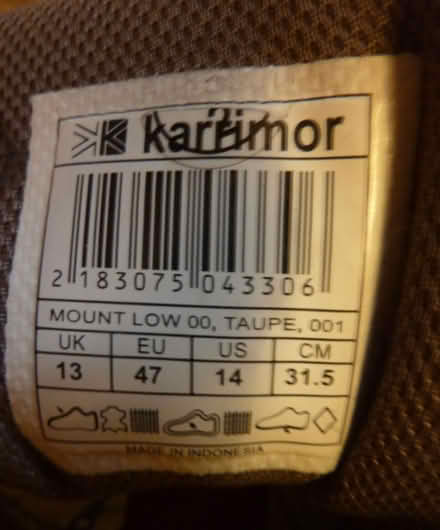 karrimor
2 183075 043306
MOUNT LOW 00, TAUPE, 001
UK EU US CM
13 47 14 31.5
MADE IN INDONESIA